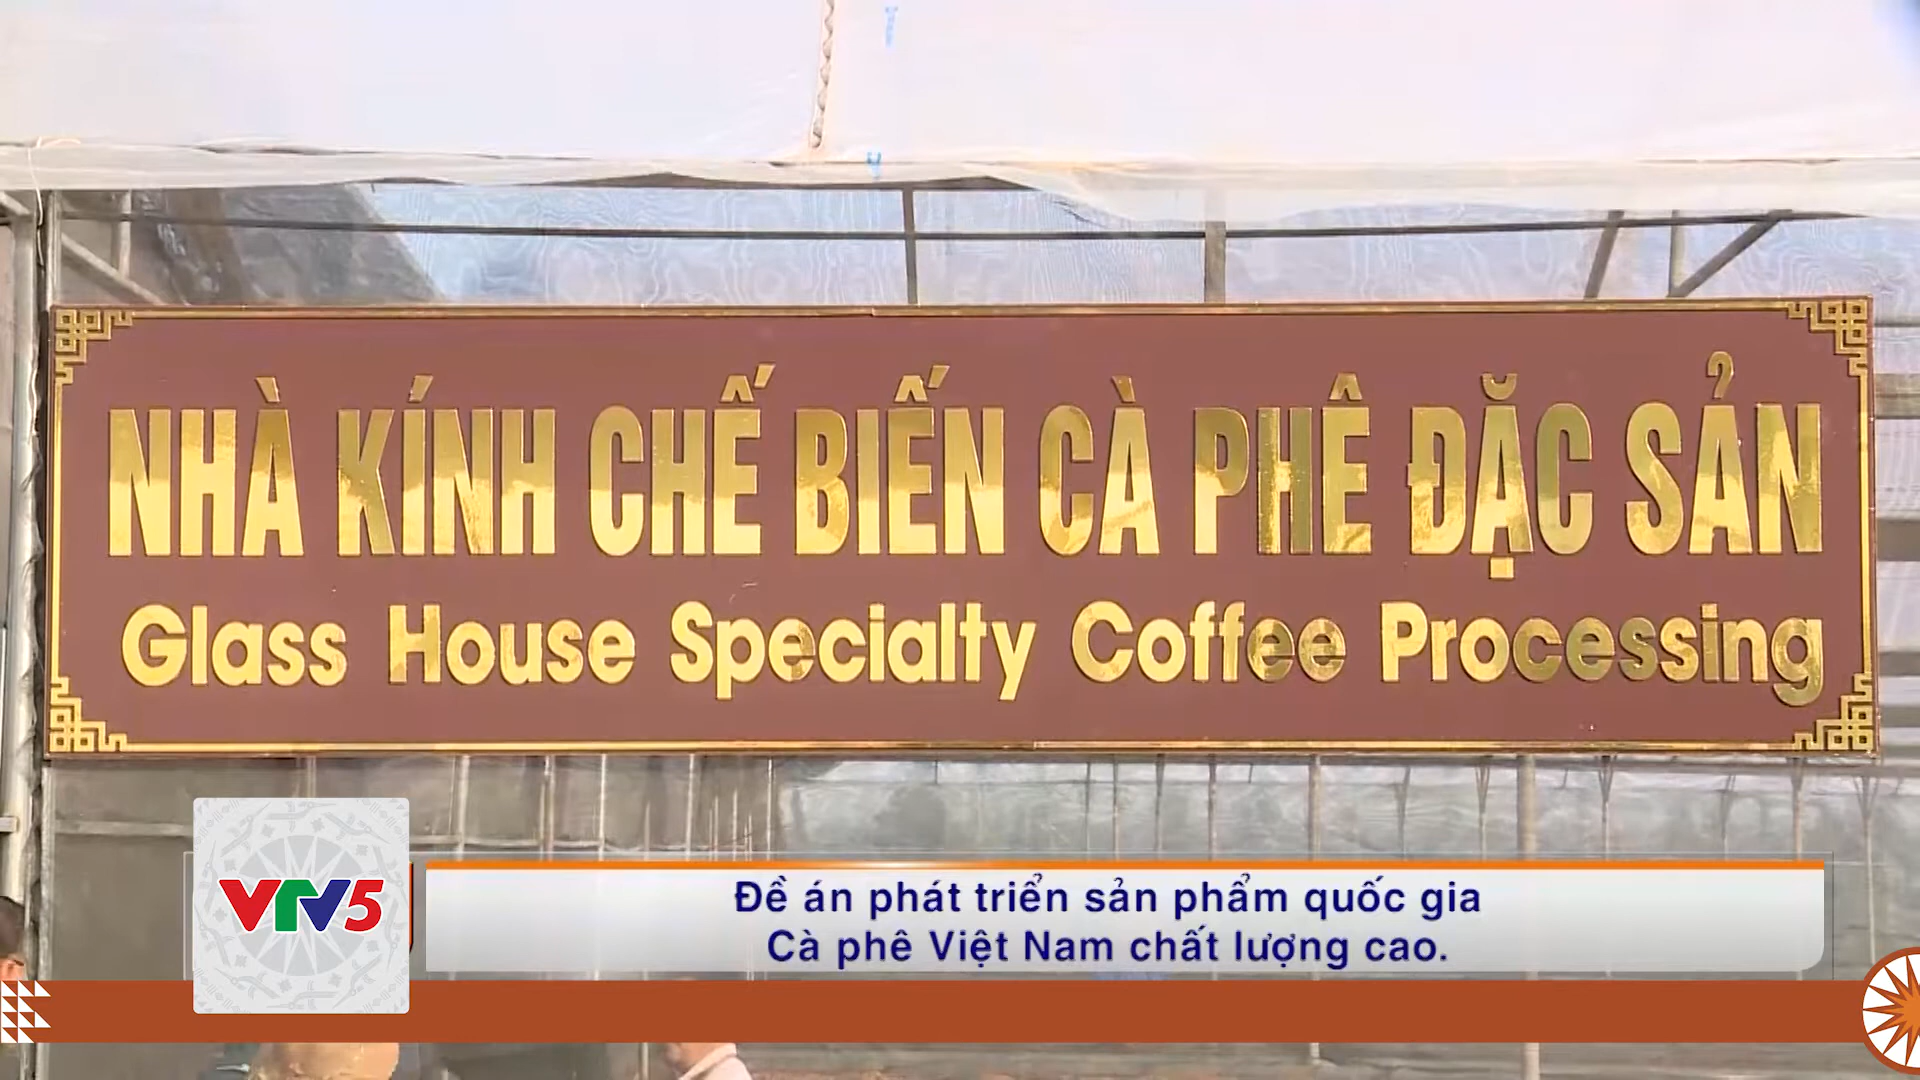 NHÀ KÍNH CHẾ BIẾN CÀ PHÊ ĐẶC SẢN
Glass House Specialty Coffee Processing
VTV5
Đề án phát triển sản phẩm quốc gia
Cà phê Việt Nam chất lượng cao.